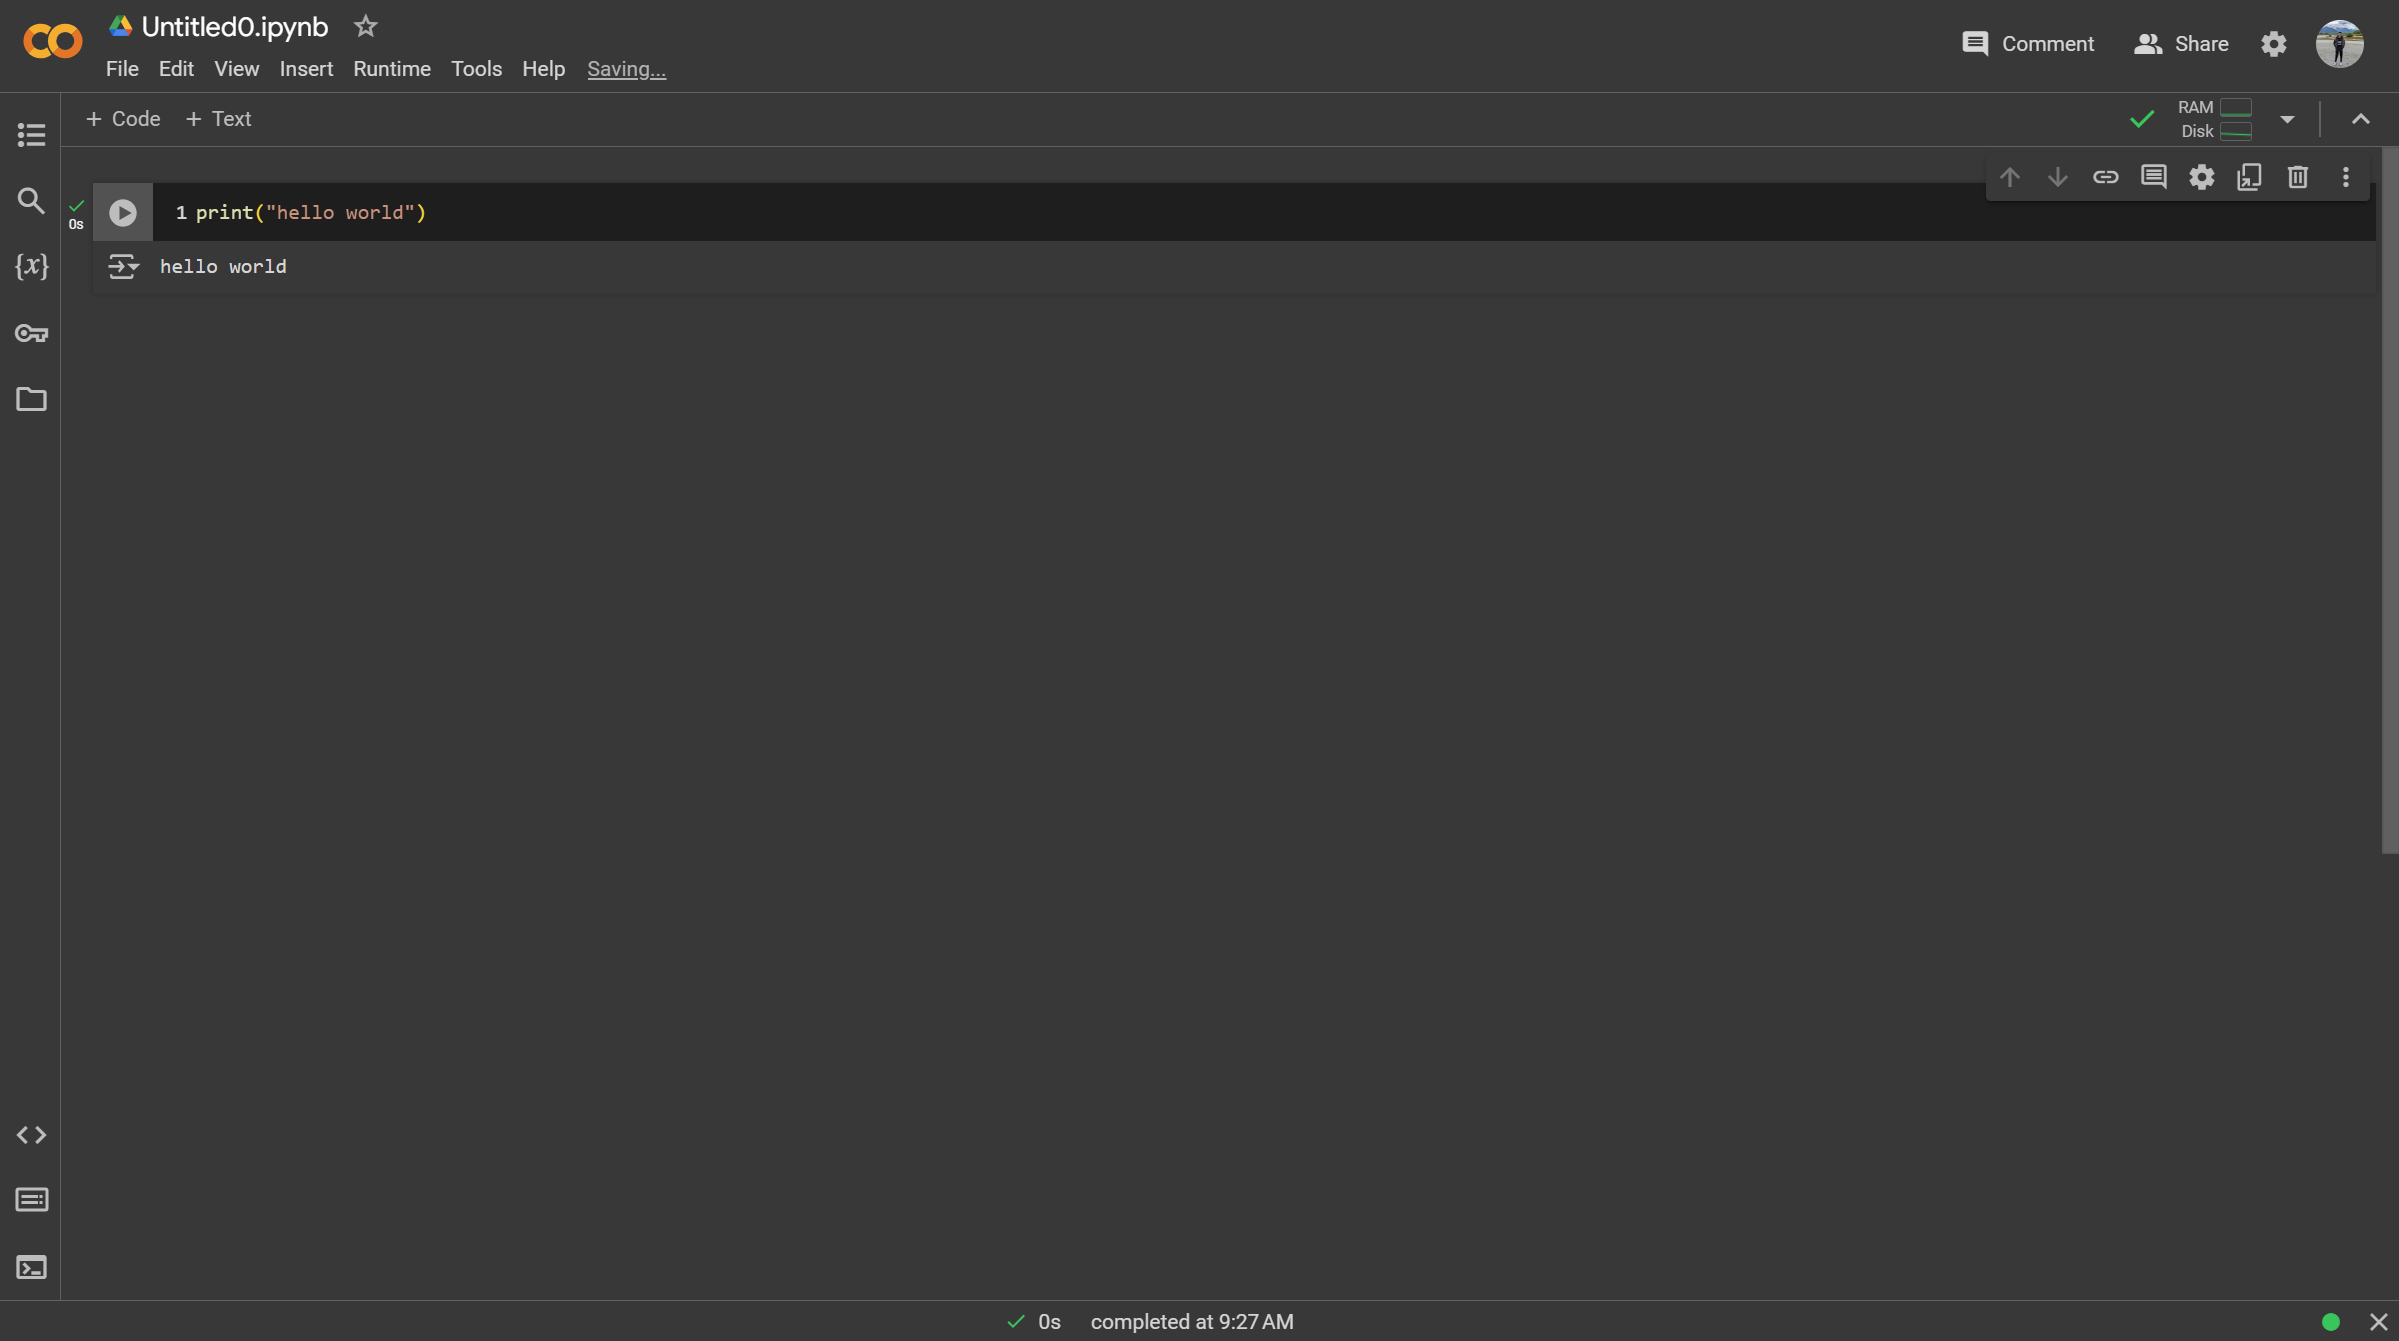 Untitled0.ipynb
File Edit View Insert Runtime Tools Help Saving...
Comment
Share
+ Code + Text
RAM
Disk
0s
1 print("hello world")
hello world
{x}
0s completed at 9:27 AM